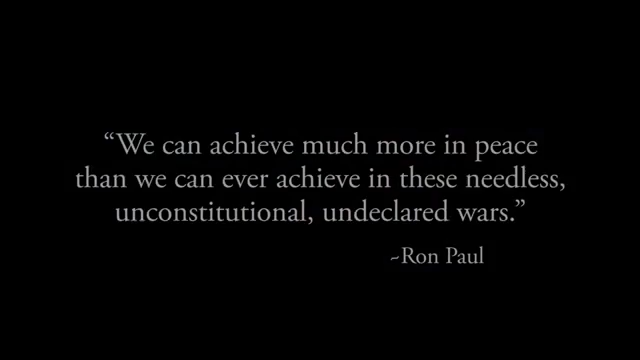 “We can achieve much more in peace
than we can ever achieve in these needless,
unconstitutional, undeclared wars.”
~Ron Paul